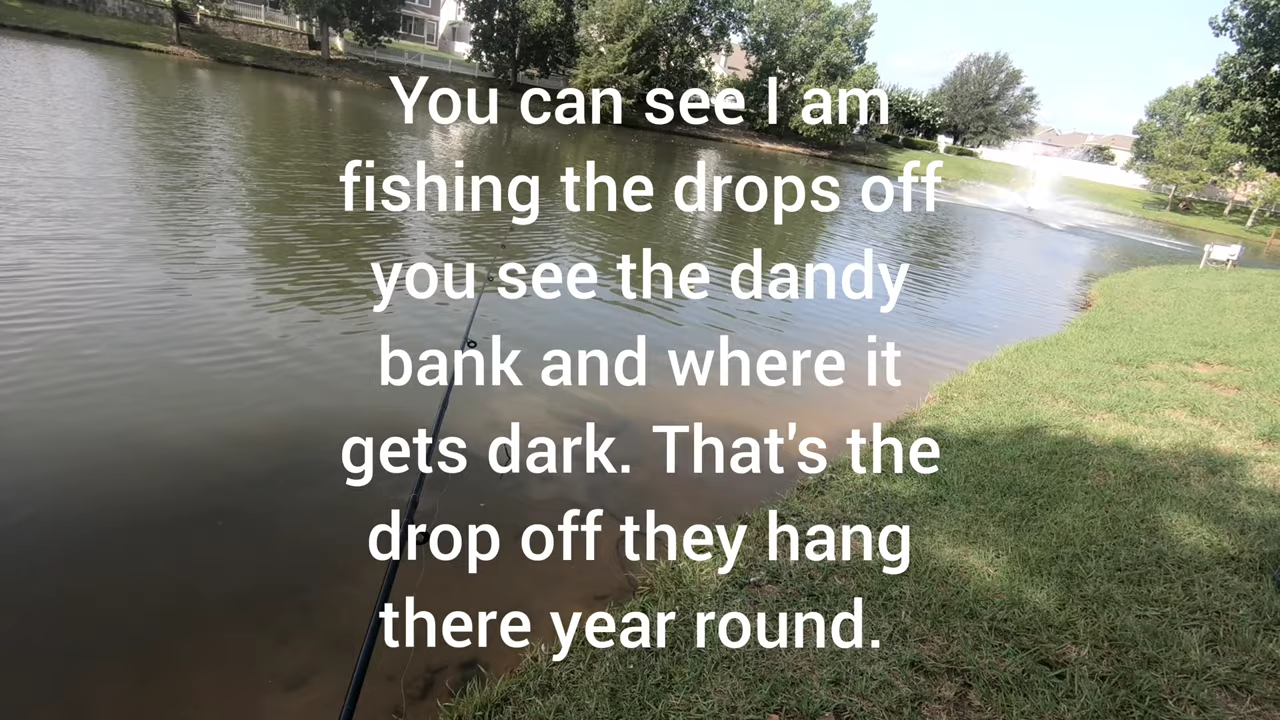 You can see I am
fishing the drops off
you see the dandy
bank and where it
gets dark. That's the
drop off they hang
there year round.